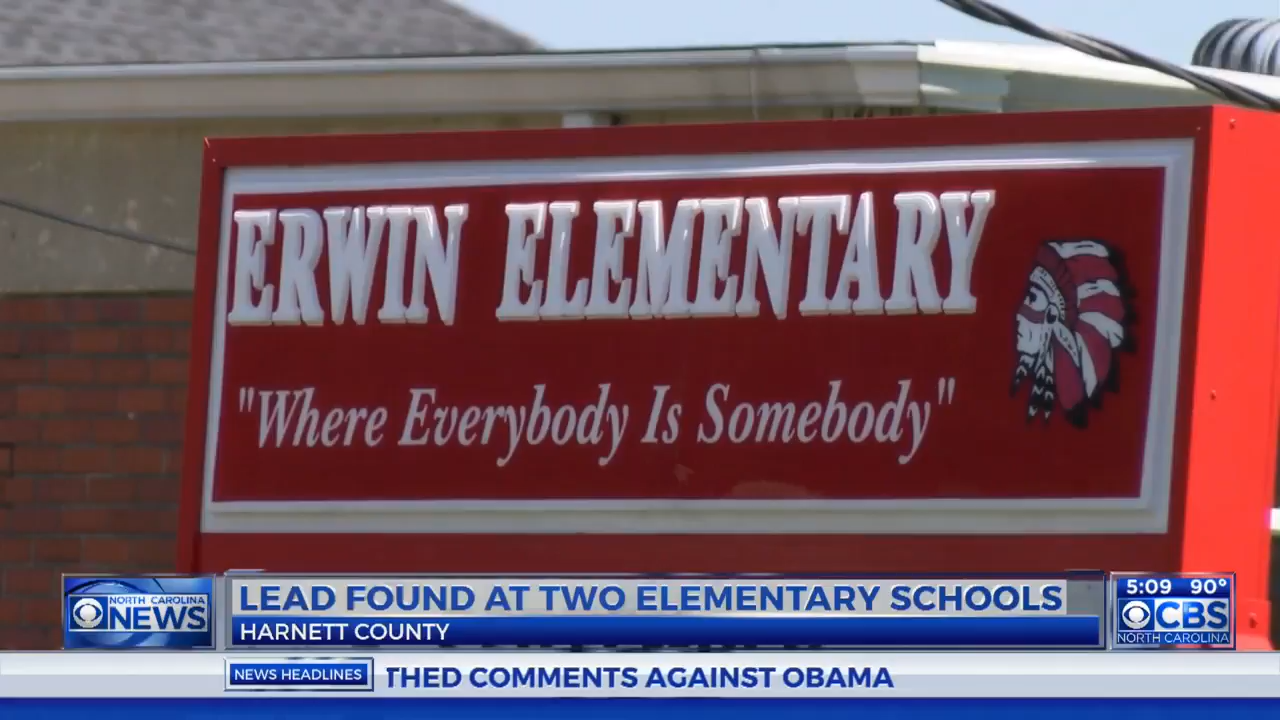 ERWIN ELEMENTARY
"Where Everybody Is Somebody"
NORTH CAROLINA
NEWS
LEAD FOUND AT TWO ELEMENTARY SCHOOLS
HARNETT COUNTY
5:09 90°
CBS
NORTH CAROLINA
NEWS HEADLINES
THED COMMENTS AGAINST OBAMA